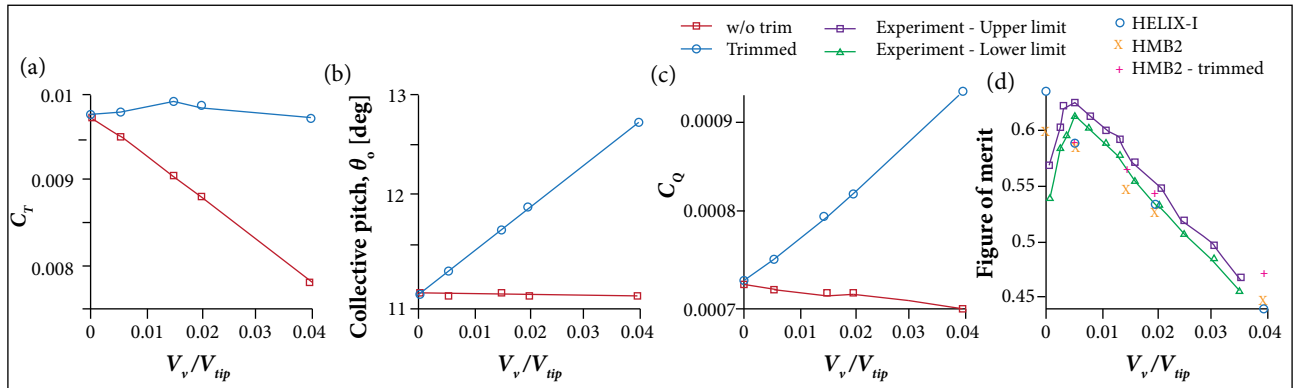 w/o trim
Trimmed
Experiment - Upper limit
Experiment - Lower limit
HELIX-I
HMB2
HMB2 - trimmed
(a)
C_T
0.01
0.009
0.008
0
0.01
0.02
0.03
0.04
V_v/V_tip
(b)
Collective pitch, θ_o [deg]
13
12
11
0
0.01
0.02
0.03
0.04
V_v/V_tip
(c)
C_Q
0.0009
0.0008
0.0007
0
0.01
0.02
0.03
0.04
V_v/V_tip
(d)
Figure of merit
0.6
0.55
0.5
0.45
0
0.01
0.02
0.03
0.04
V_v/V_tip